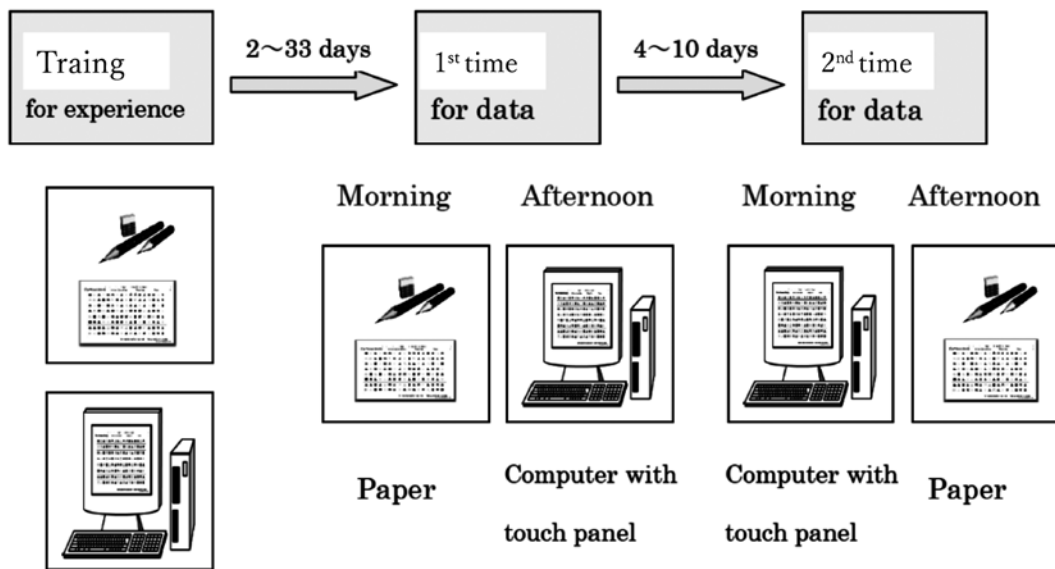 Traing
for experience
2～33 days
1st time
for data
4～10 days
2nd time
for data
Morning
Afternoon
Morning
Afternoon
Paper
Computer with
touch panel
Computer with
touch panel
Paper